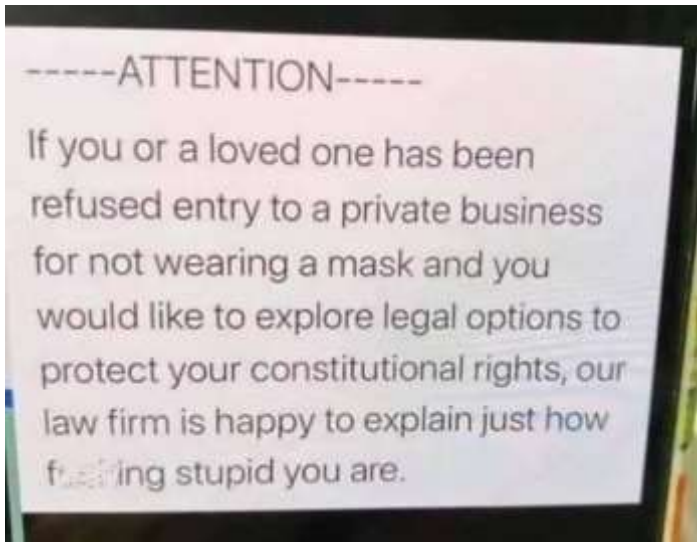 -----ATTENTION-----
If you or a loved one has been
refused entry to a private business
for not wearing a mask and you
would like to explore legal options to
protect your constitutional rights, our
law firm is happy to explain just how
stupid you are.